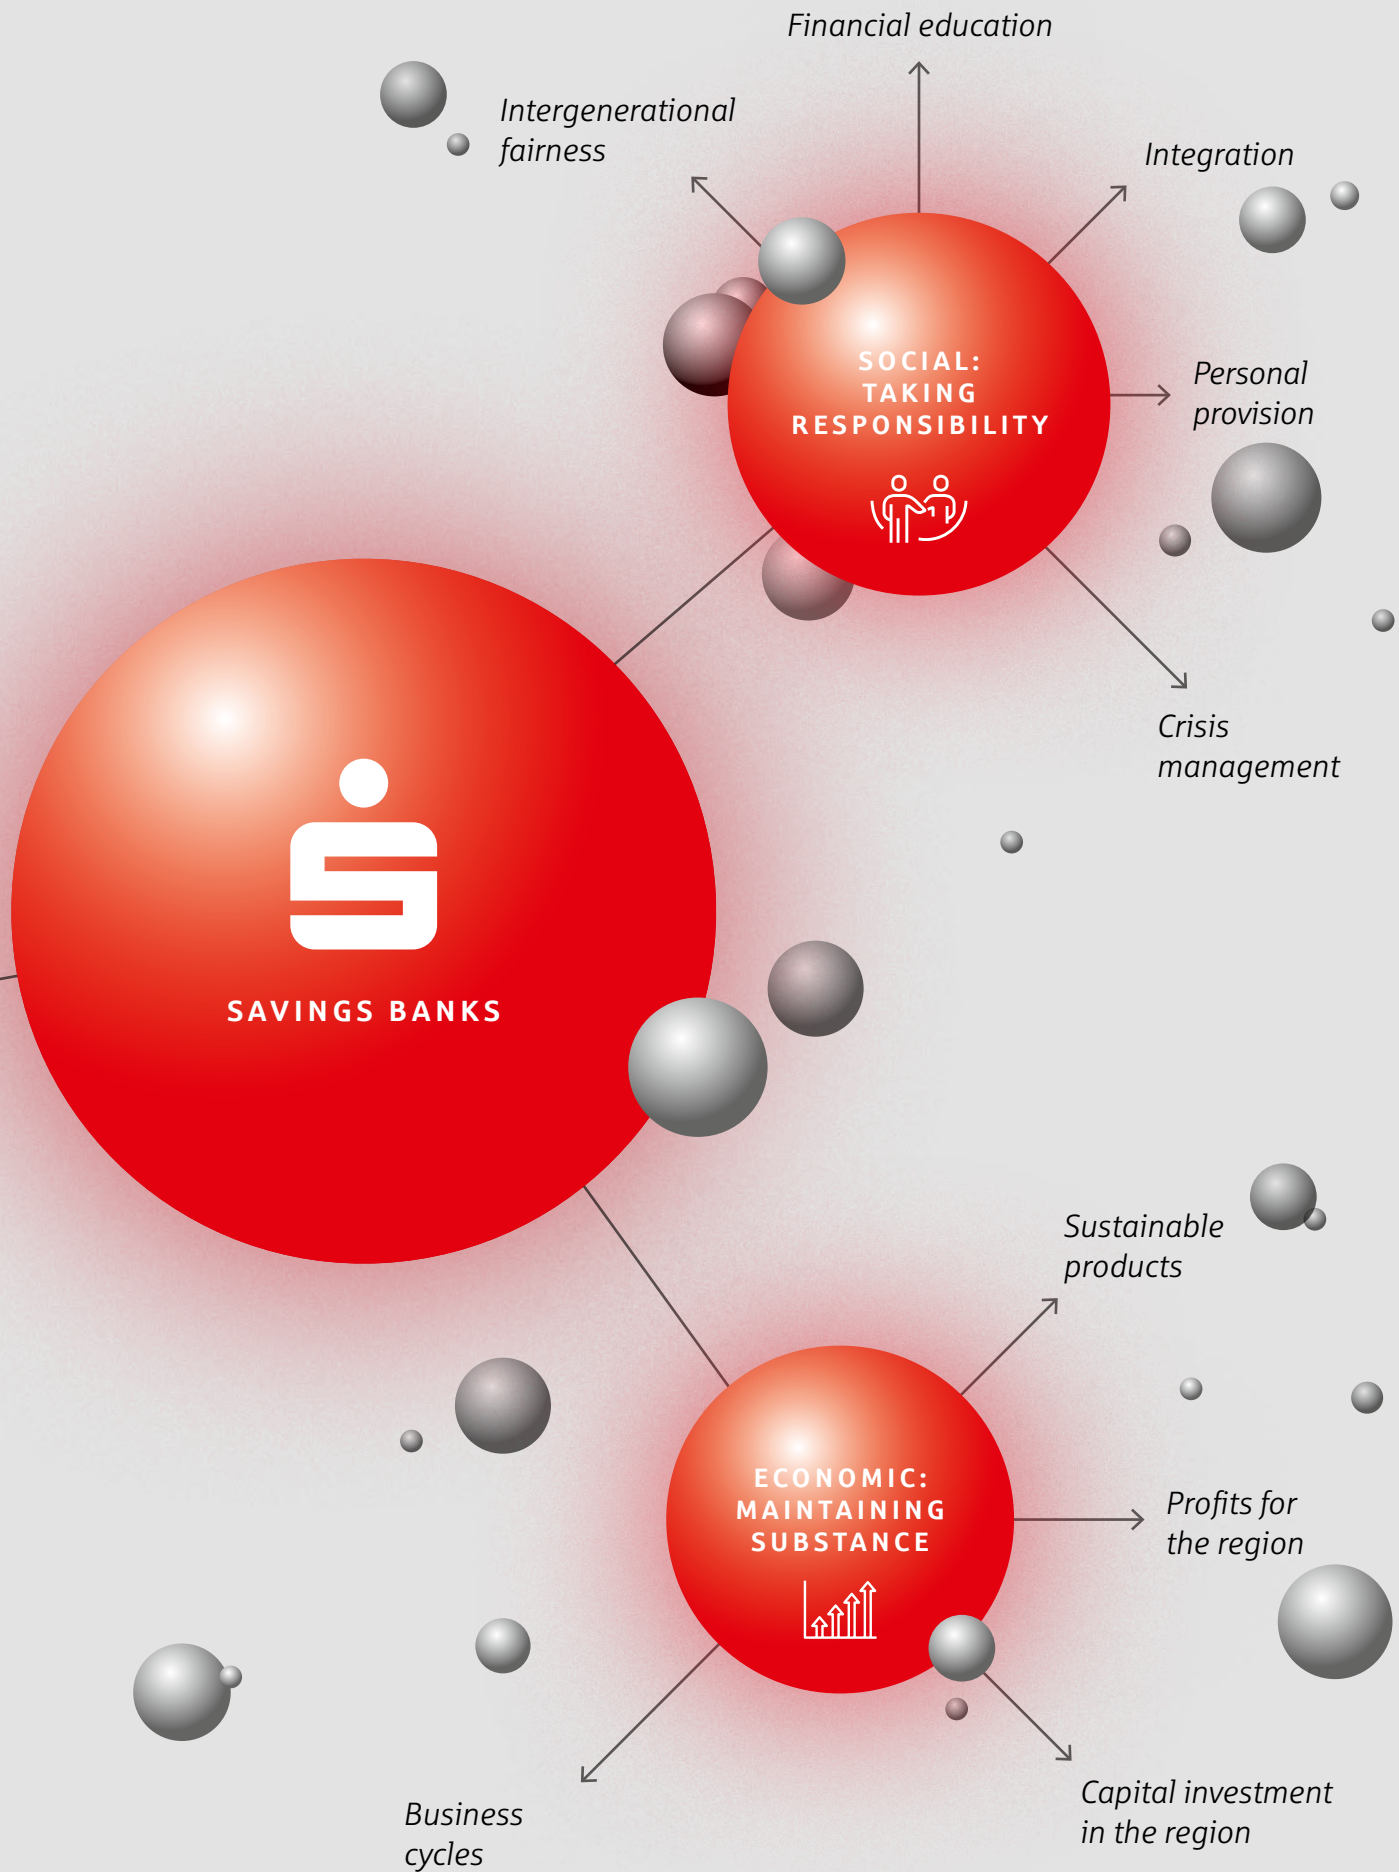 Financial education
Intergenerational
fairness
Integration
SOCIAL:
TAKING
RESPONSIBILITY
Personal
provision
Crisis
management
SAVINGS BANKS
Sustainable
products
ECONOMIC:
MAINTAINING
SUBSTANCE
Profits for
the region
Capital investment
in the region
Business
cycles